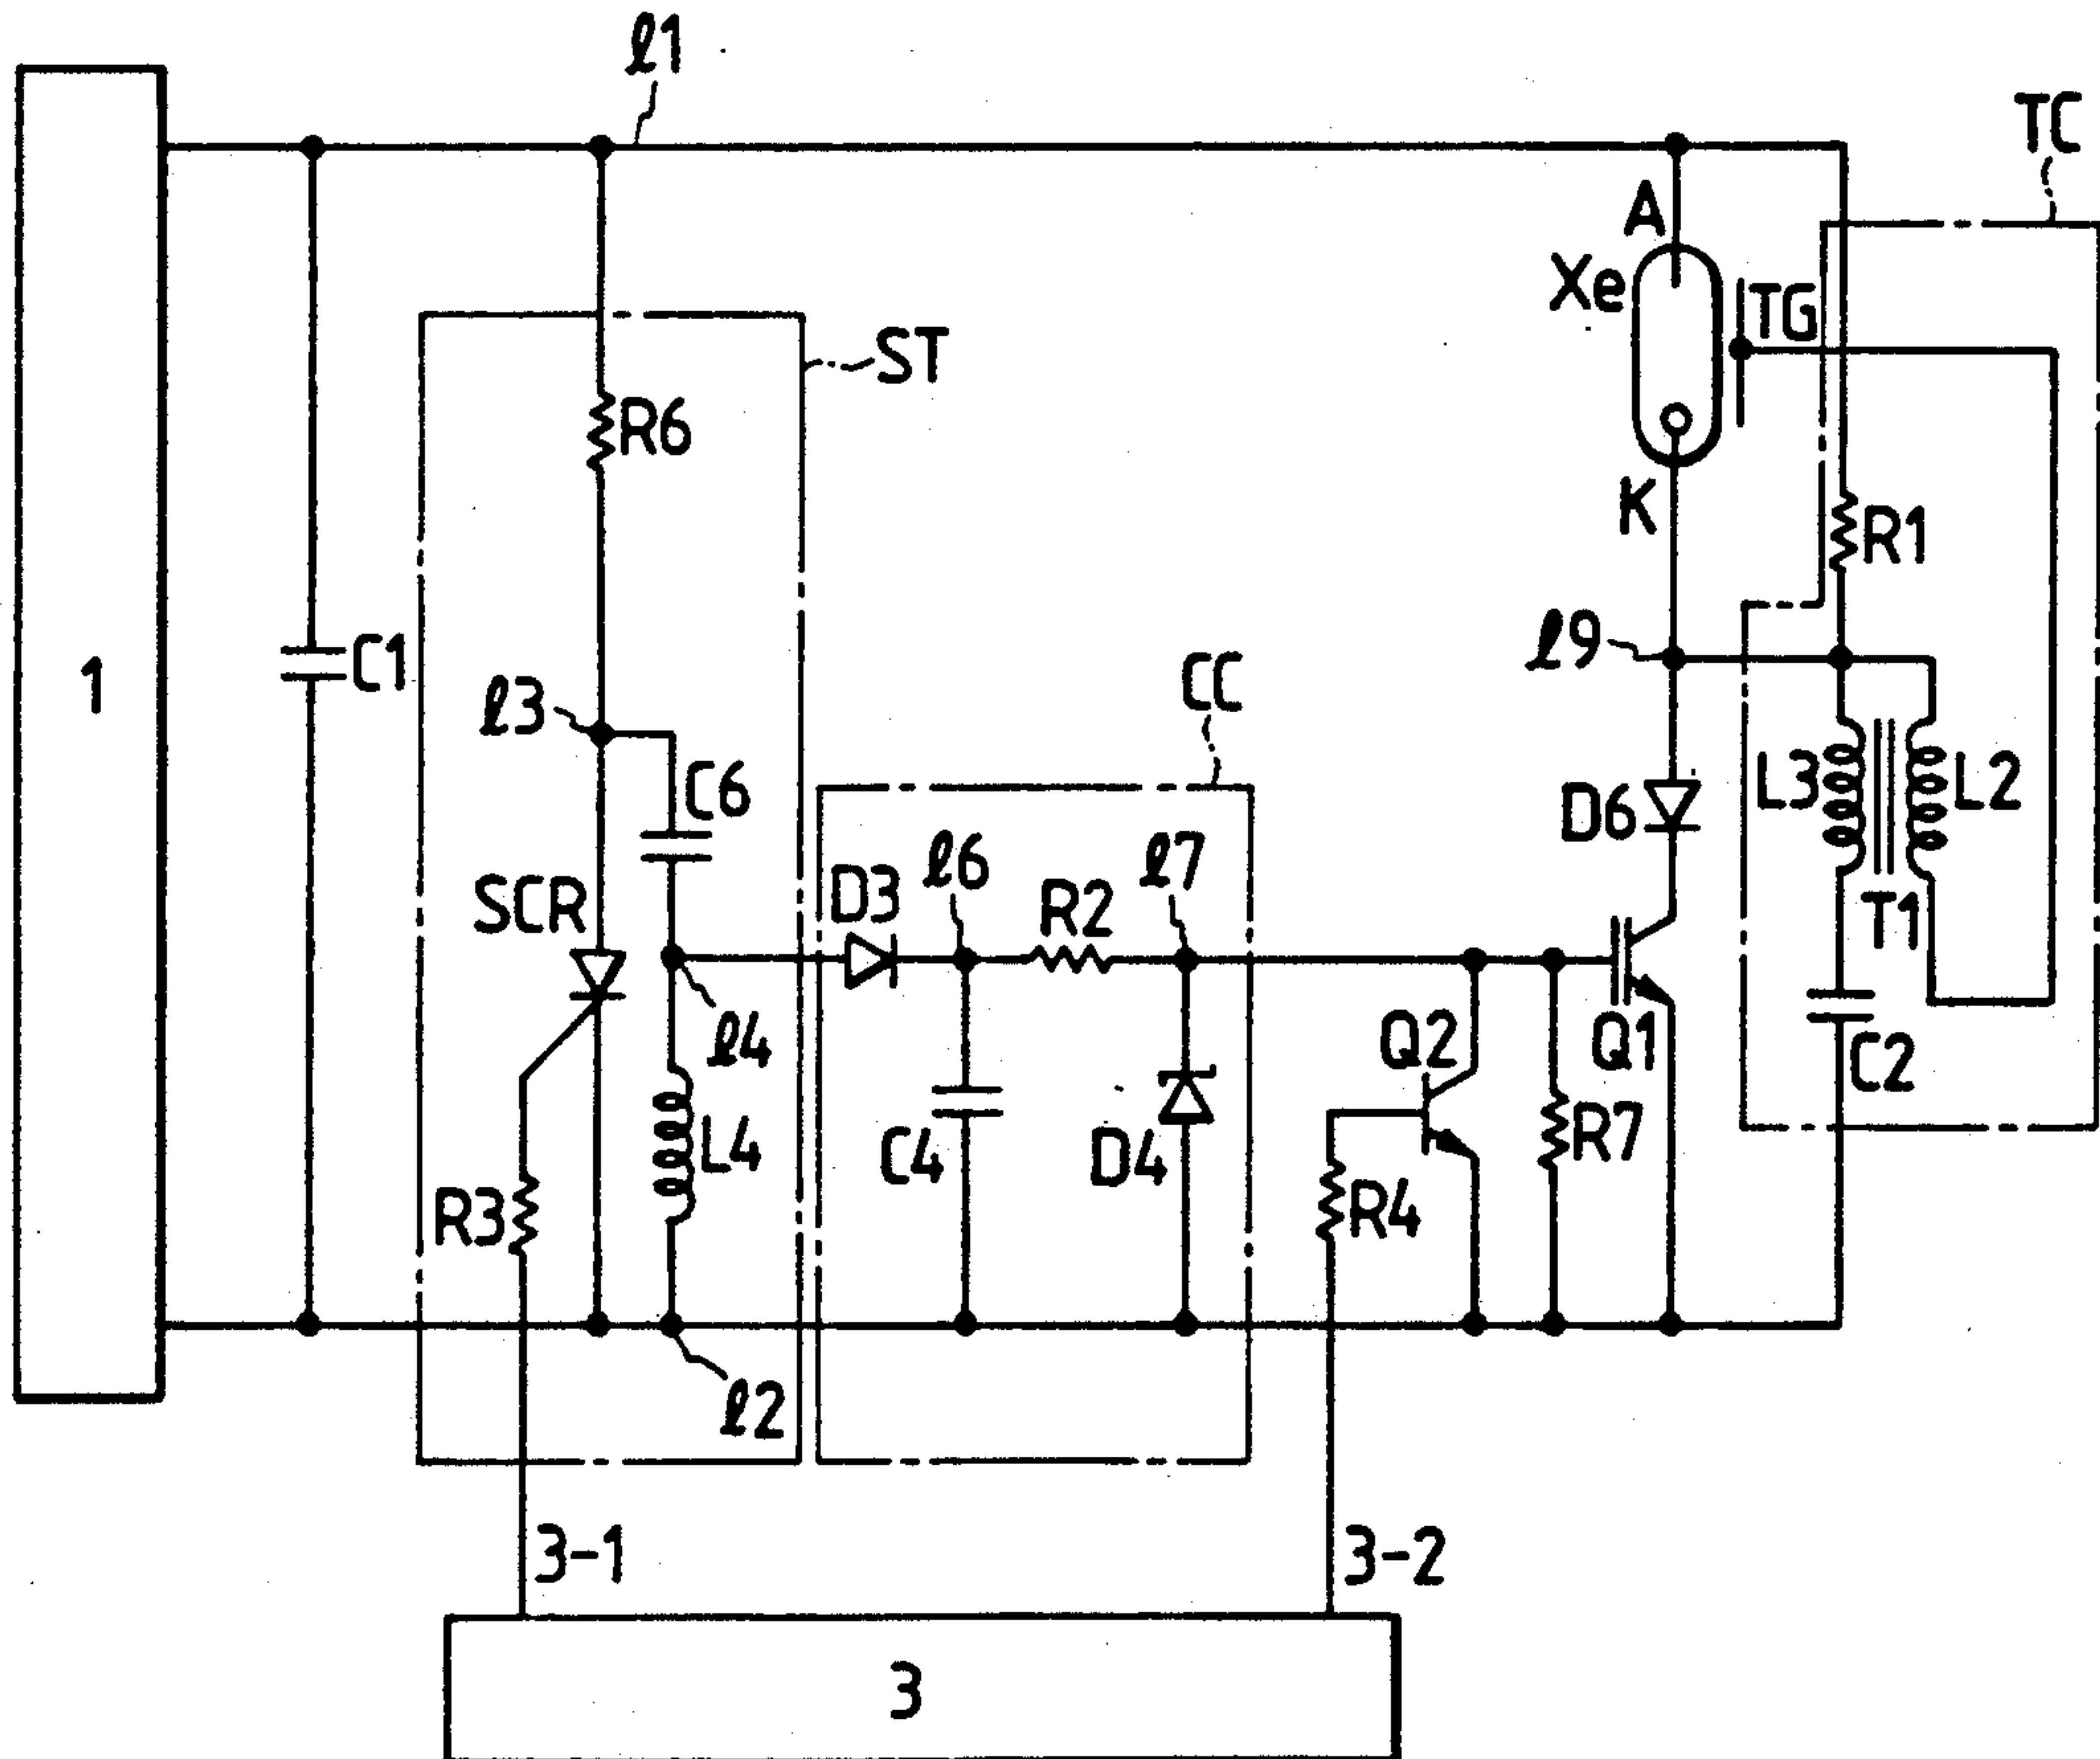 ℓ1
TC
A
Xe
TG
ST
R6
K
R1
ℓ9
1
C1
ℓ3
CC
C6
D6
L3
L2
SCR
D3
ℓ6
R2
ℓ7
T1
ℓ4
Q2
Q1
C2
L4
C4
D4
R7
R3
R4
ℓ2
3-1
3-2
3